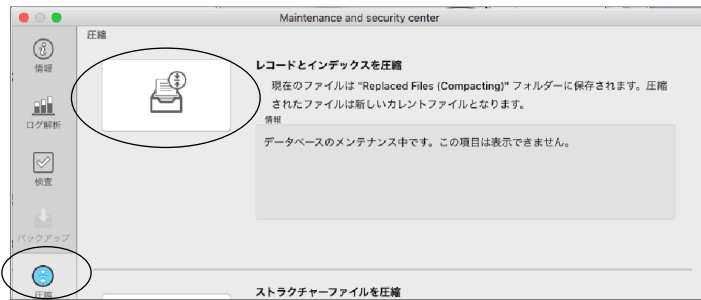 Maintenance and security center
圧縮
情報
ログ解析
検査
バックアップ
圧縮
レコードとインデックスを圧縮
現在のファイルは "Replaced Files (Compacting)" フォルダーに保存されます。圧縮
されたファイルは新しいカレントファイルとなります。
情報
データベースのメンテナンス中です。この項目は表示できません。
ストラクチャーファイルを圧縮